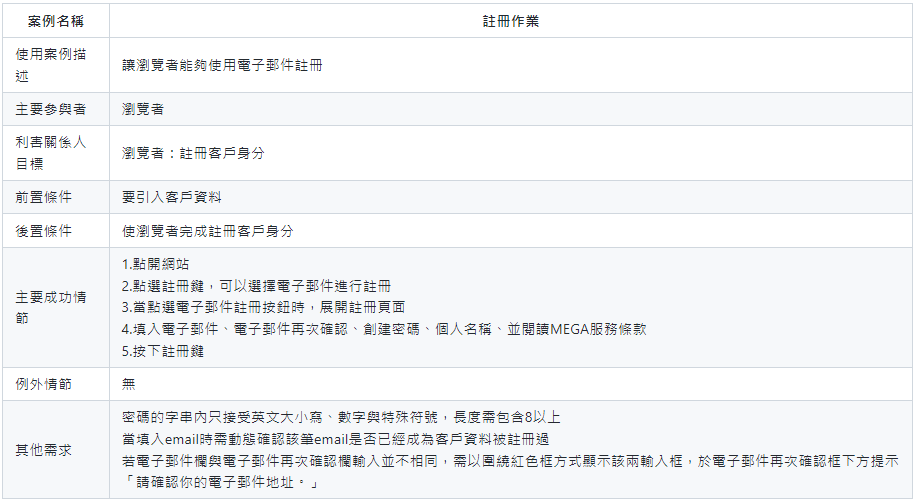 案例名稱
註冊作業
使用案例描
述
讓瀏覽者能夠使用電子郵件註冊
主要參與者
瀏覽者
利害關係人
目標
瀏覽者：註冊客戶身分
前置條件
要引入客戶資料
後置條件
使瀏覽者完成註冊客戶身分
主要成功情
節
1.點開網站
2.點選註冊鍵，可以選擇電子郵件進行註冊
3.當點選電子郵件註冊按鈕時，展開註冊頁面
4.填入電子郵件、電子郵件再次確認、創建密碼、個人名稱、並閱讀MEGA服務條款
5.按下註冊鍵
例外情節
無
其他需求
密碼的字串內只接受英文大小寫、數字與特殊符號，長度需包含8以上
當填入email時需動態確認該筆email是否已經成為客戶資料被註冊過
若電子郵件欄與電子郵件再次確認欄輸入並不相同，需以圍繞紅色框方式顯示該兩輸入框，於電子郵件再次確認框下方提示
「請確認你的電子郵件地址。」